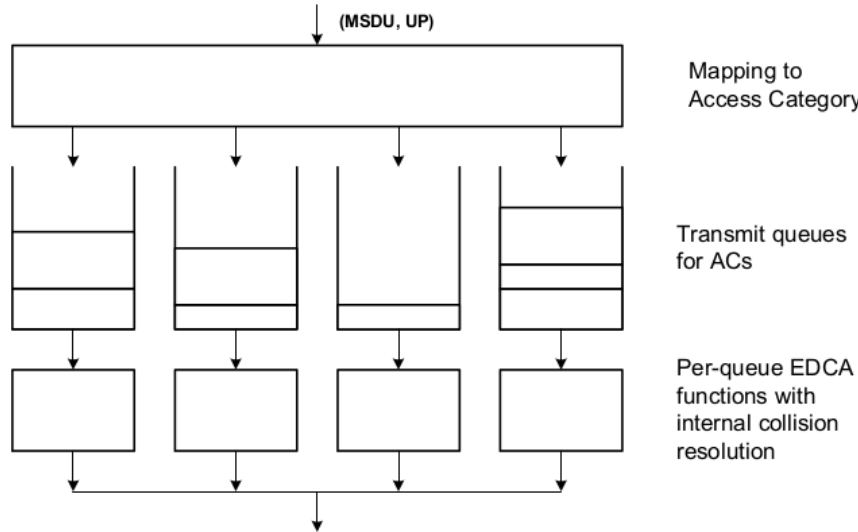 (MSDU, UP)
Mapping to
Access Category
Transmit queues
for ACs
Per-queue EDCA
functions with
internal collision
resolution